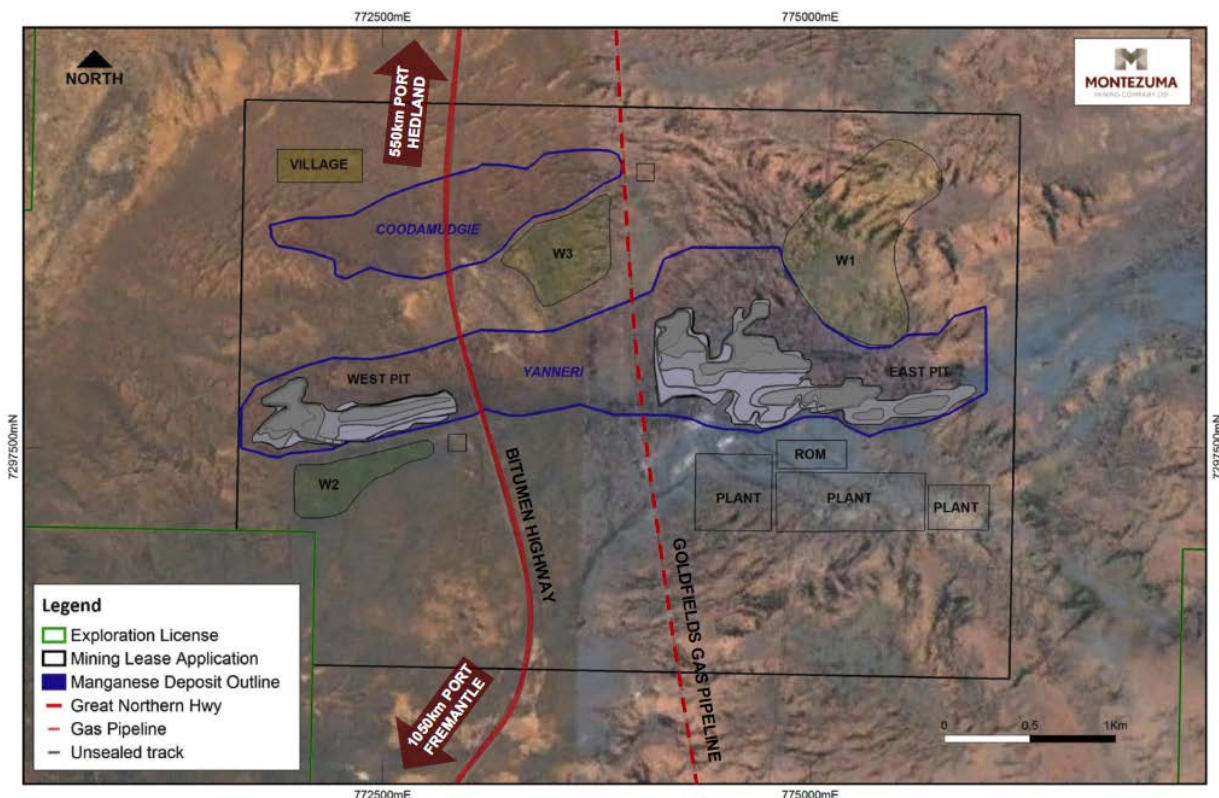 772500mE
775000mE
NORTH
550km PORT
HEDLAND
MONTEZUMA
MINING COMPANY LTD
VILLAGE
COODAMUDGIE
W3
W1
WEST PIT
YANNERI
EAST PIT
7297500mN
7297500mN
W2
ROM
PLANT
PLANT
PLANT
BITUMEN HIGHWAY
GOLDFIELDS GAS PIPELINE
1050km PORT
FREMANTLE
Legend
Exploration License
Mining Lease Application
Manganese Deposit Outline
Great Northern Hwy
Gas Pipeline
Unsealed track
0 0.5 1Km
772500mE
775000mE